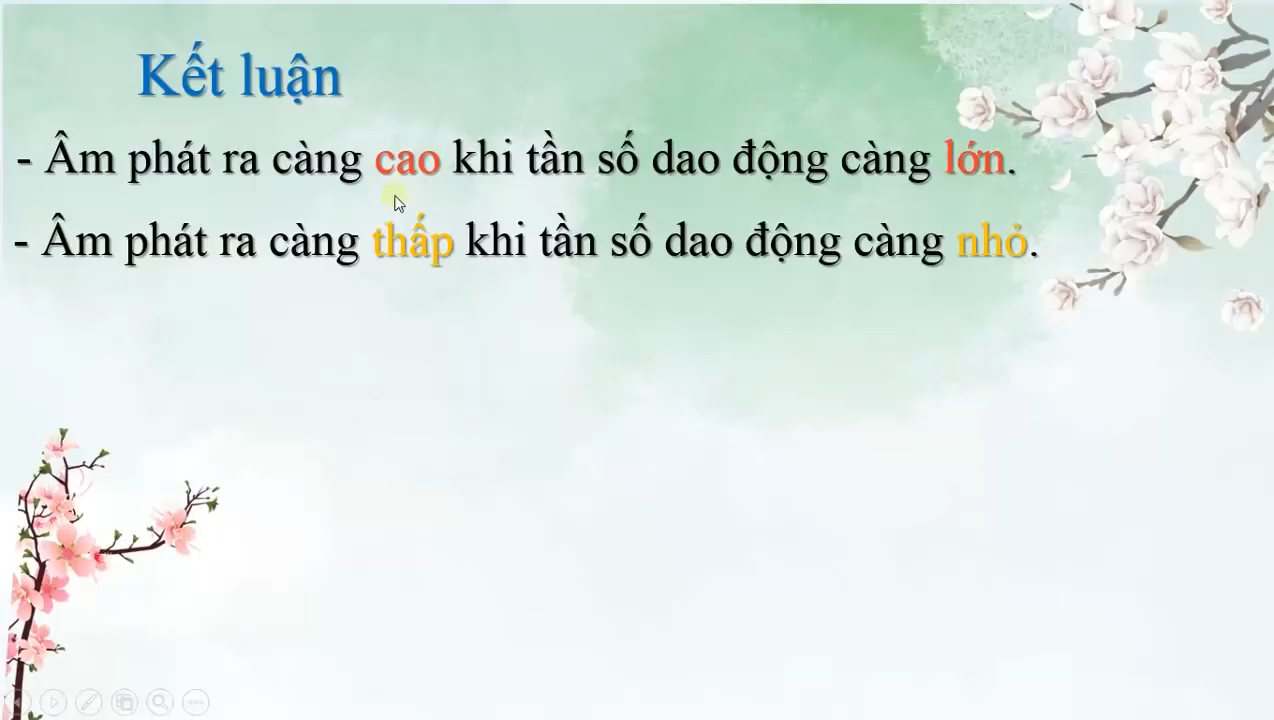 Kết luận
- Âm phát ra càng cao khi tần số dao động càng lớn.
- Âm phát ra càng thấp khi tần số dao động càng nhỏ.